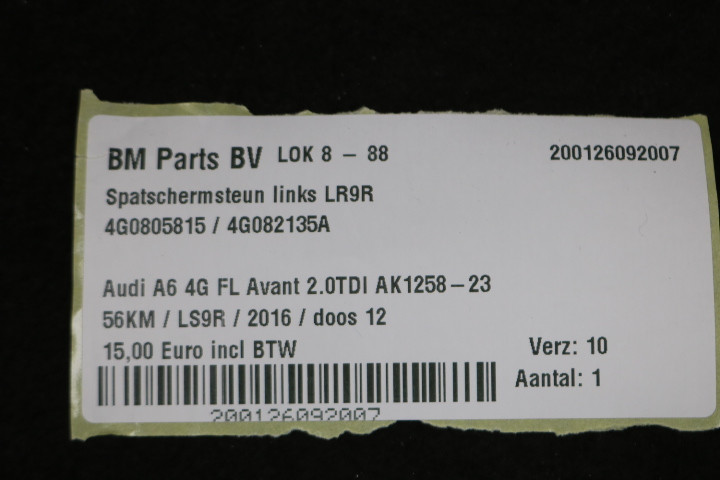 BM Parts BV LOK 8 - 88 200126092007
Spatschermsteun links LR9R
4G0805815 / 4G082135A
Audi A6 4G FL Avant 2.0TDI AK1258-23
56KM / LS9R / 2016 / doos 12
15,00 Euro incl BTW Verz: 10
Aantal: 1
200126092007